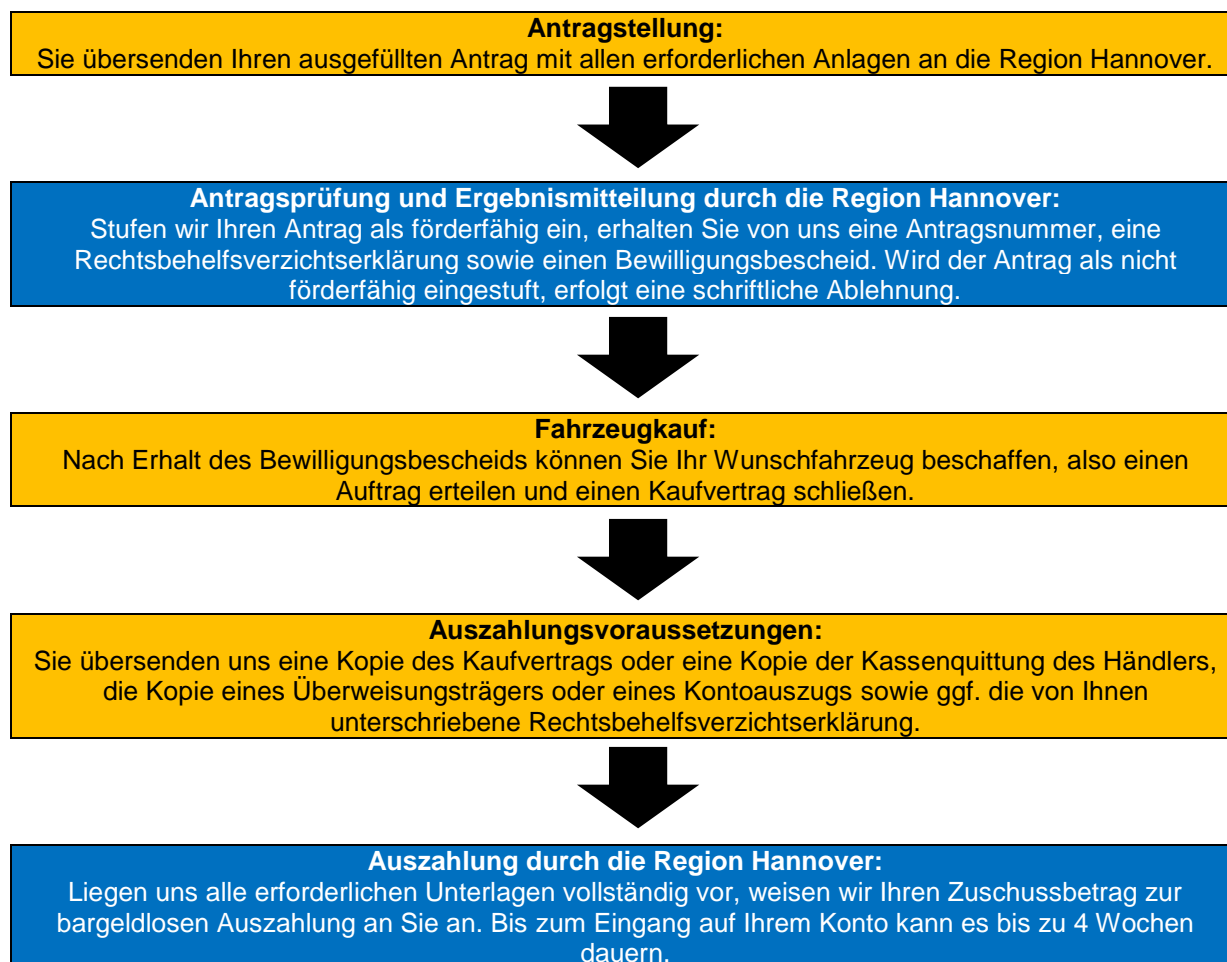 Antragstellung:
Sie übersenden Ihren ausgefüllten Antrag mit allen erforderlichen Anlagen an die Region Hannover.
Antragsprüfung und Ergebnismitteilung durch die Region Hannover:
Stufen wir Ihren Antrag als förderfähig ein, erhalten Sie von uns eine Antragsnummer, eine
Rechtsbehelfsverzichtserklärung sowie einen Bewilligungsbescheid. Wird der Antrag als nicht
förderfähig eingestuft, erfolgt eine schriftliche Ablehnung.
Fahrzeugkauf:
Nach Erhalt des Bewilligungsbescheids können Sie Ihr Wunschfahrzeug beschaffen, also einen
Auftrag erteilen und einen Kaufvertrag schließen.
Auszahlungsvoraussetzungen:
Sie übersenden uns eine Kopie des Kaufvertrags oder eine Kopie der Kassenquittung des Händlers,
die Kopie eines Überweisungsträgers oder eines Kontoauszugs sowie ggf. die von Ihnen
unterschriebene Rechtsbehelfsverzichtserklärung.
Auszahlung durch die Region Hannover:
Liegen uns alle erforderlichen Unterlagen vollständig vor, weisen wir Ihren Zuschussbetrag zur
bargeldlosen Auszahlung an Sie an. Bis zum Eingang auf Ihrem Konto kann es bis zu 4 Wochen
dauern.